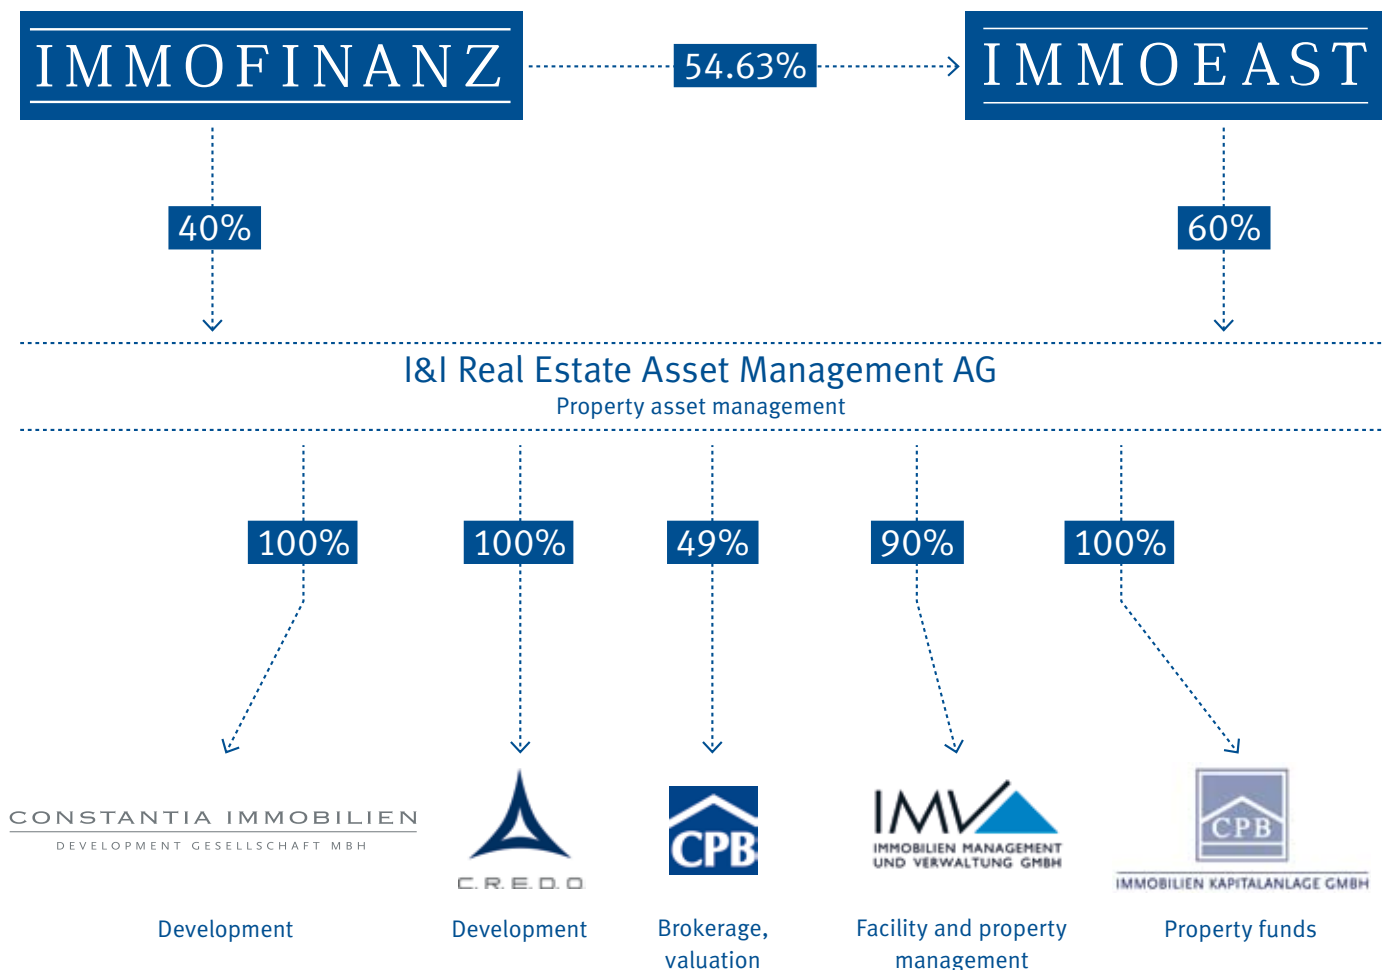 IMMOFINANZ
54.63%
IMMOEAST
40%
60%
I&I Real Estate Asset Management AG
Property asset management
100%
100%
49%
90%
100%
CONSTANTIA IMMOBILIEN
DEVELOPMENT GESELLSCHAFT MBH
C.R.E.D.O.
CPB
IMV
IMMOBILIEN MANAGEMENT
UND VERWALTUNG GMBH
CPB
IMMOBILIEN KAPITALANLAGE GMBH
Development
Development
Brokerage,
valuation
Facility and property
management
Property funds